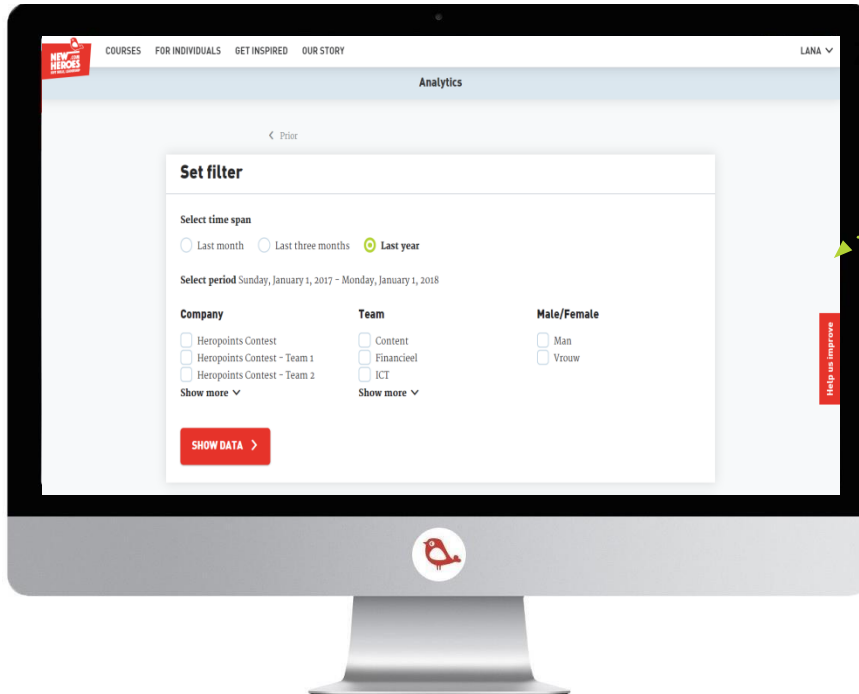 NEW
HEROES
COURSES FOR INDIVIDUALS GET INSPIRED OUR STORY LANA
Analytics
Prior
Set filter
Select time span
Last month Last three months Last year
Select period Sunday, January 1, 2017 - Monday, January 1, 2018
Company Team Male/Female
Heropoints Contest Content Man
Heropoints Contest - Team 1 Financieel Vrouw
Heropoints Contest - Team 2 ICT
Show more Show more
SHOW DATA
Help us improve